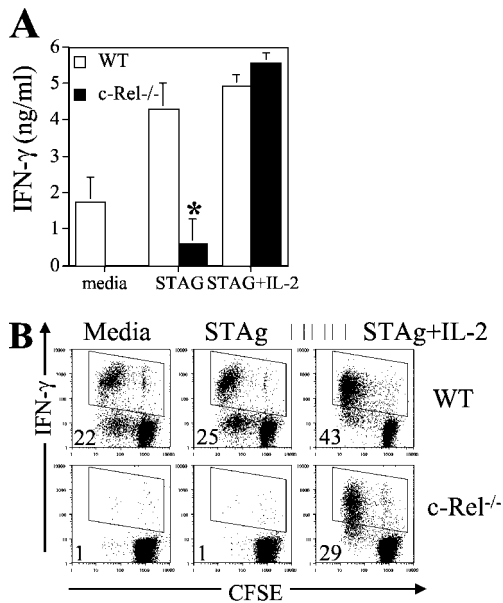 A
IFN-γ (ng/ml)
6
5
4
3
2
1
0
WT
c-Rel-/-
*
media STAG STAG+IL-2
B
Media STAg STAg+IL-2
IFN-γ
22 25 43
WT
1 1 29
c-Rel-/-
CFSE